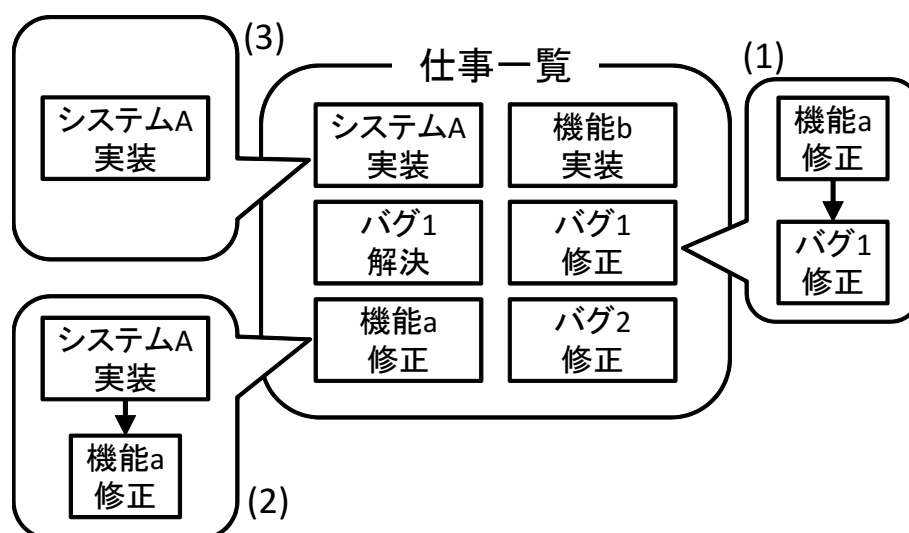 (3)
システムA
実装
仕事一覧
システムA
実装
機能b
実装
バグ1
解決
バグ1
修正
機能a
修正
バグ2
修正
(1)
機能a
修正
バグ1
修正
システムA
実装
機能a
修正
(2)